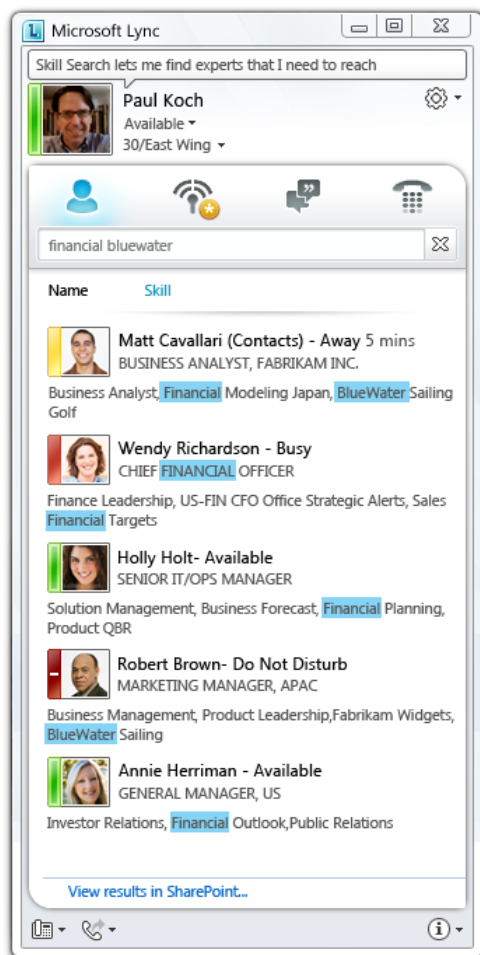 Microsoft Lync
Skill Search lets me find experts that I need to reach
Paul Koch
Available
30/East Wing
financial bluewater
Name Skill
Matt Cavallari (Contacts) - Away 5 mins
BUSINESS ANALYST, FABRIKAM INC.
Business Analyst, Financial Modeling Japan, BlueWater Sailing
Golf
Wendy Richardson - Busy
CHIEF FINANCIAL OFFICER
Finance Leadership, US-FIN CFO Office Strategic Alerts, Sales
Financial Targets
Holly Holt- Available
SENIOR IT/OPS MANAGER
Solution Management, Business Forecast, Financial Planning,
Product QBR
Robert Brown- Do Not Disturb
MARKETING MANAGER, APAC
Business Management, Product Leadership,Fabrikam Widgets,
BlueWater Sailing
Annie Herriman - Available
GENERAL MANAGER, US
Investor Relations, Financial Outlook,Public Relations
View results in SharePoint...